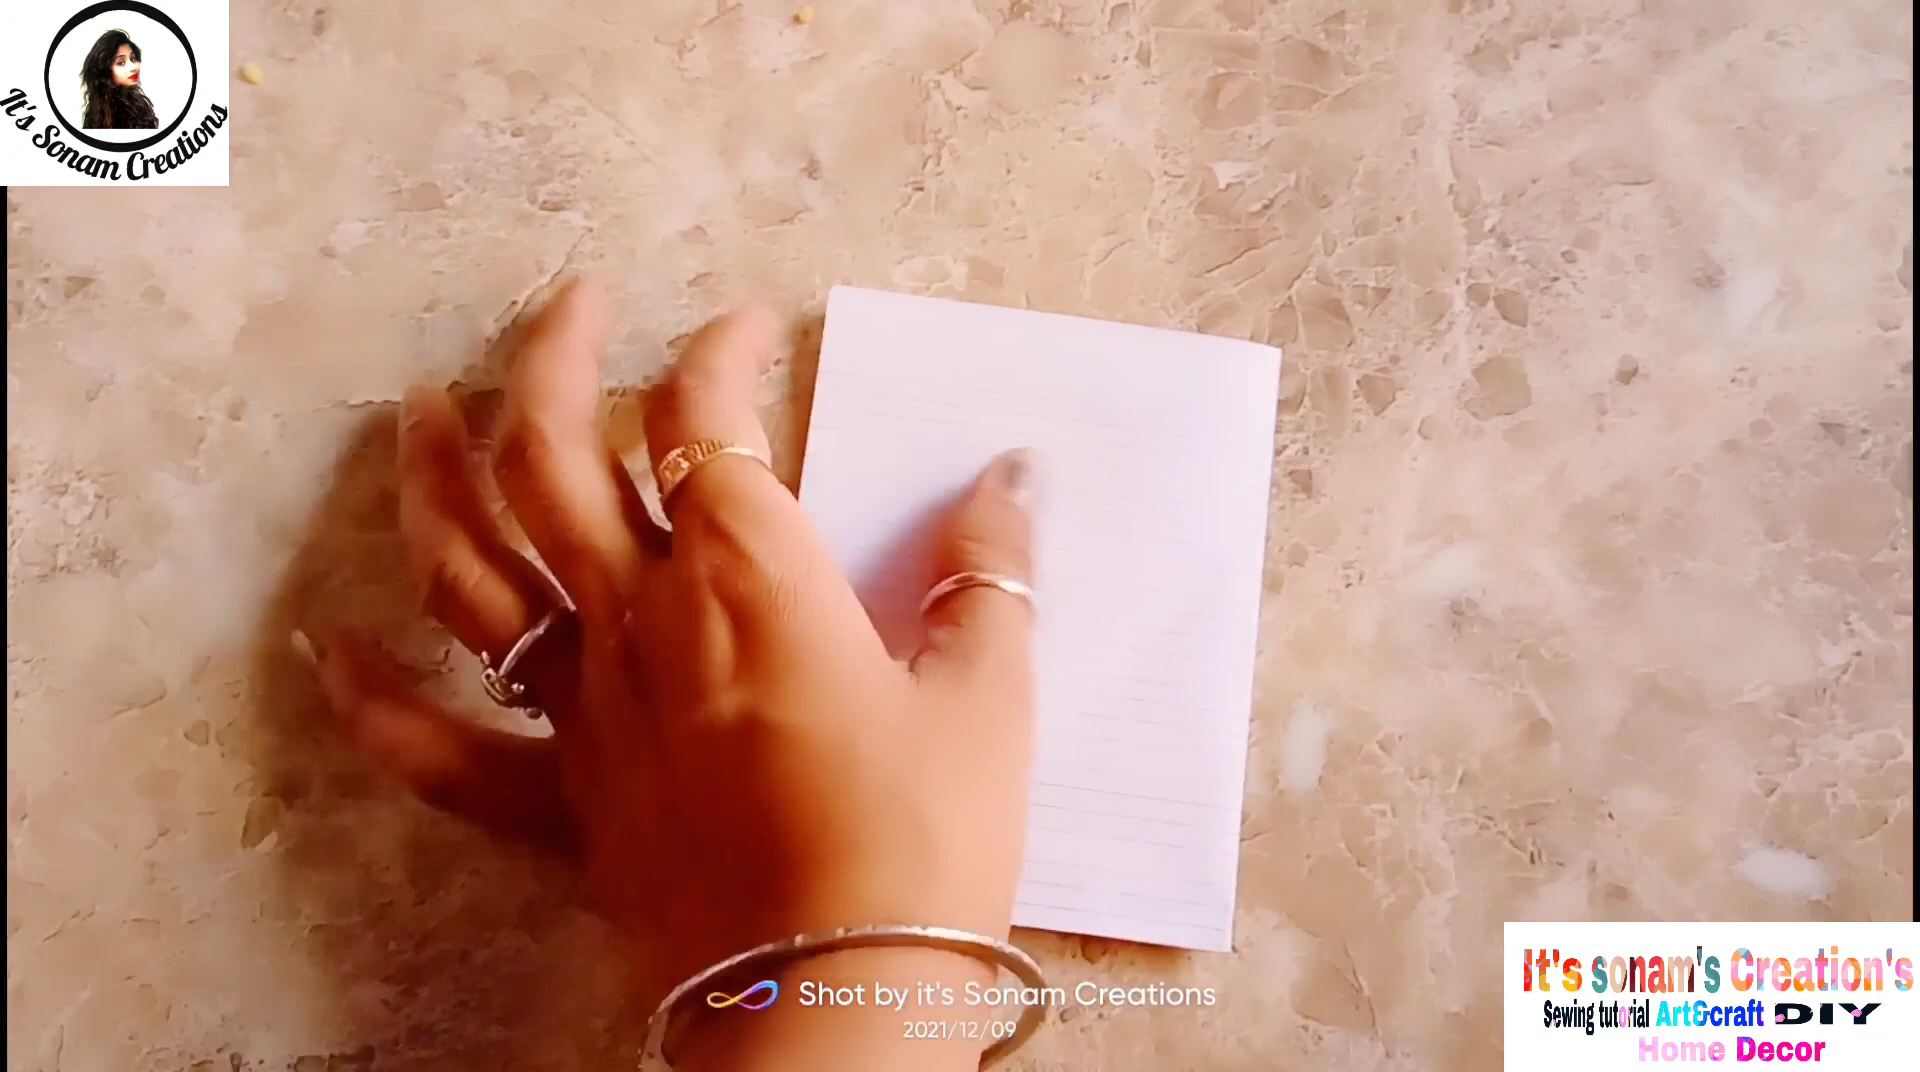 It's Sonam Creations
Shot by it's Sonam Creations
2021/12/09
It's sonam's Creation's
Sewing tutorial Art&craft DIY
Home Decor